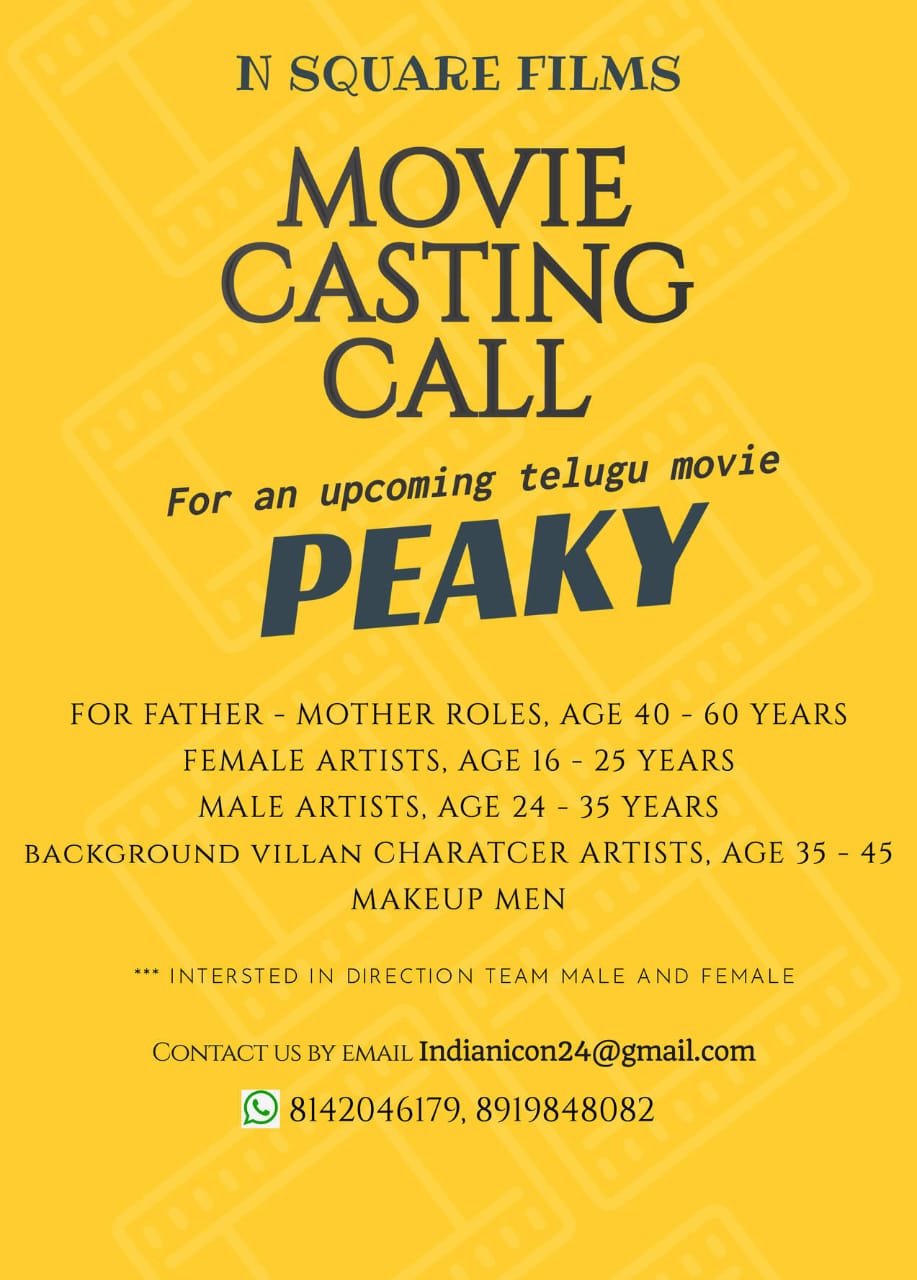 N SQUARE FILMS
MOVIE
CASTING
CALL
For an upcoming telugu movie
PEAKY
FOR FATHER - MOTHER ROLES, AGE 40 - 60 YEARS
FEMALE ARTISTS, AGE 16 - 25 YEARS
MALE ARTISTS, AGE 24 - 35 YEARS
BACKGROUND VILLAN CHARATCER ARTISTS, AGE 35 - 45
MAKEUP MEN
*** INTERSTED IN DIRECTION TEAM MALE AND FEMALE
CONTACT US BY EMAIL Indianicon24@gmail.com
8142046179, 8919848082